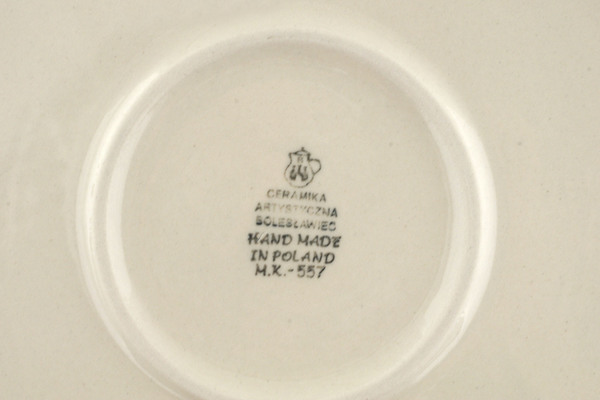 CERAMIKA
ARTYSTYCZNA
BOLESŁAWIEC
HAND MADE
IN POLAND
M.K.-557